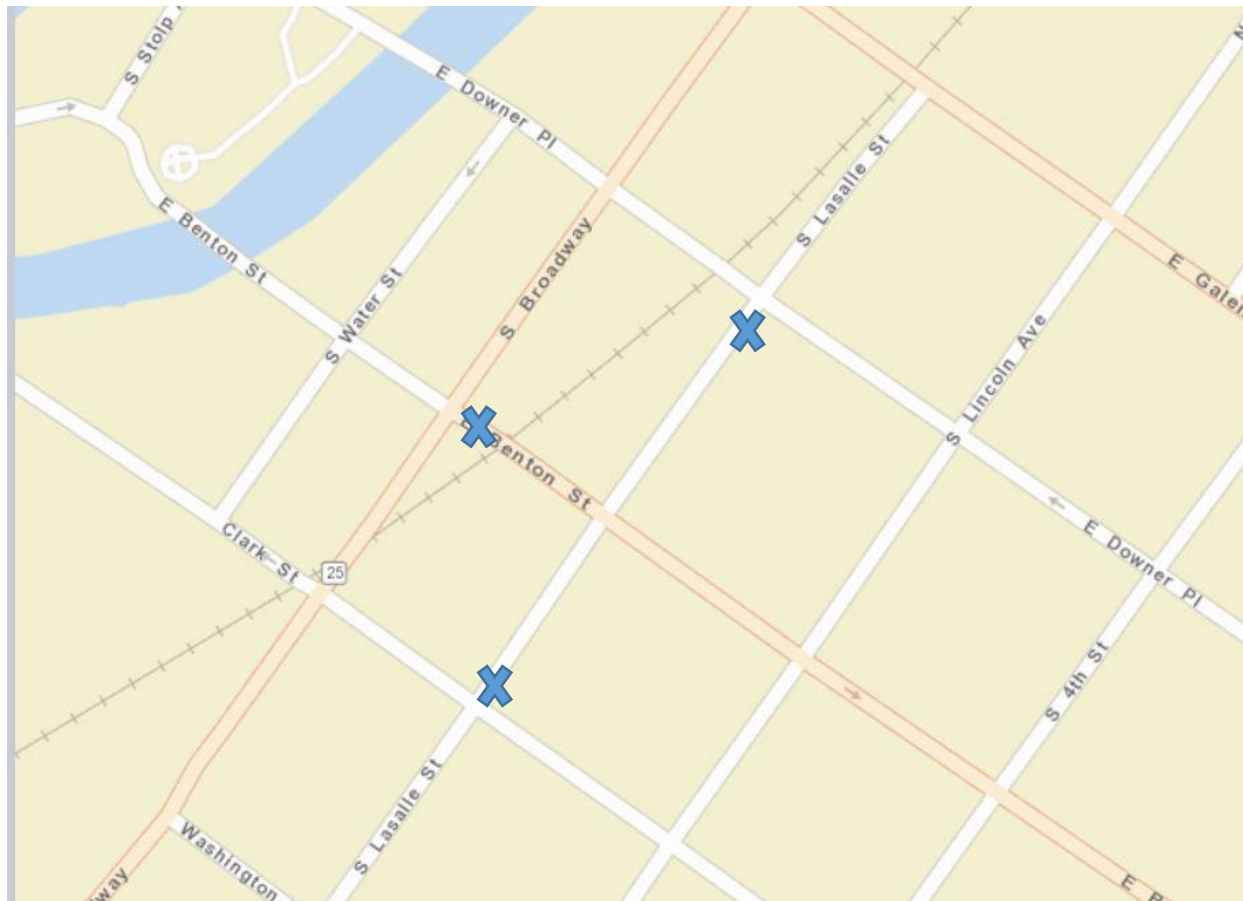 S Stolp
E Downer Pl
N
S Lasalle St
E Benton St
S Broadway
E Galen
S Water St
S Lincoln Ave
Benton St
Clark St
25
E Downer Pl
S 4th St
S Lasalle St
Washington
way
E